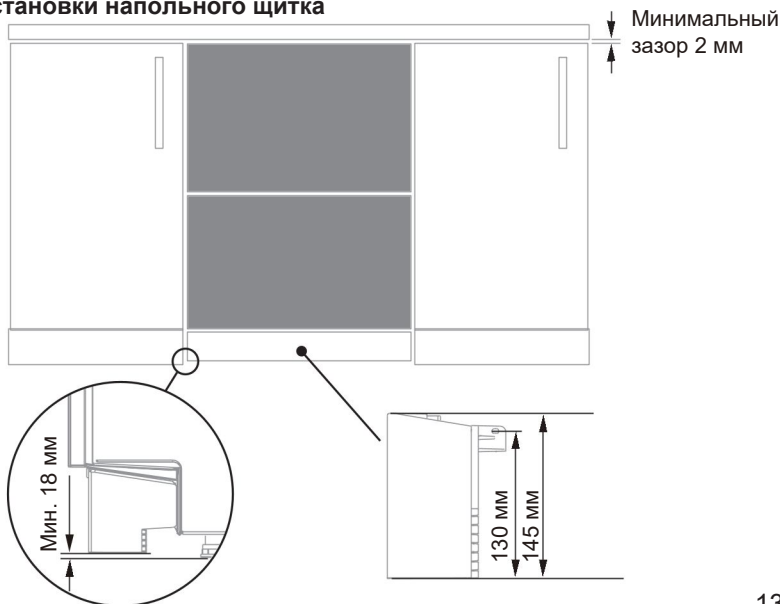 становки напольного щитка
Минимальный
зазор 2 мм
Мин. 18 мм
130 мм
145 мм
13